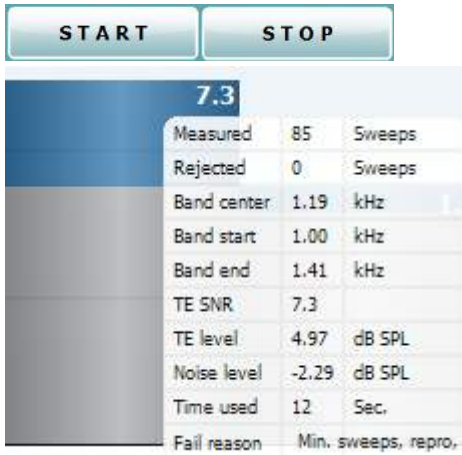 START STOP
7.3
Measured 85 Sweeps
Rejected 0 Sweeps
Band center 1.19 kHz
Band start 1.00 kHz
Band end 1.41 kHz
TE SNR 7.3
TE level 4.97 dB SPL
Noise level -2.29 dB SPL
Time used 12 Sec.
Fail reason Min. sweeps, repro,